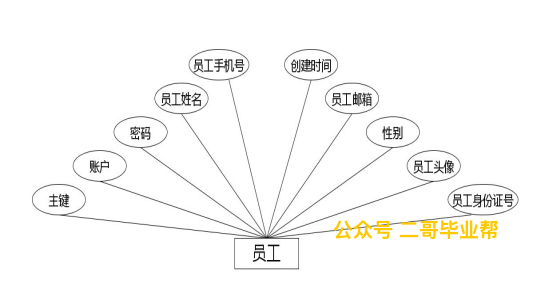 员工手机号
创建时间
员工姓名
员工邮箱
密码
性别
账户
员工头像
主键
员工身份证号
公众号 二哥毕业帮
员工